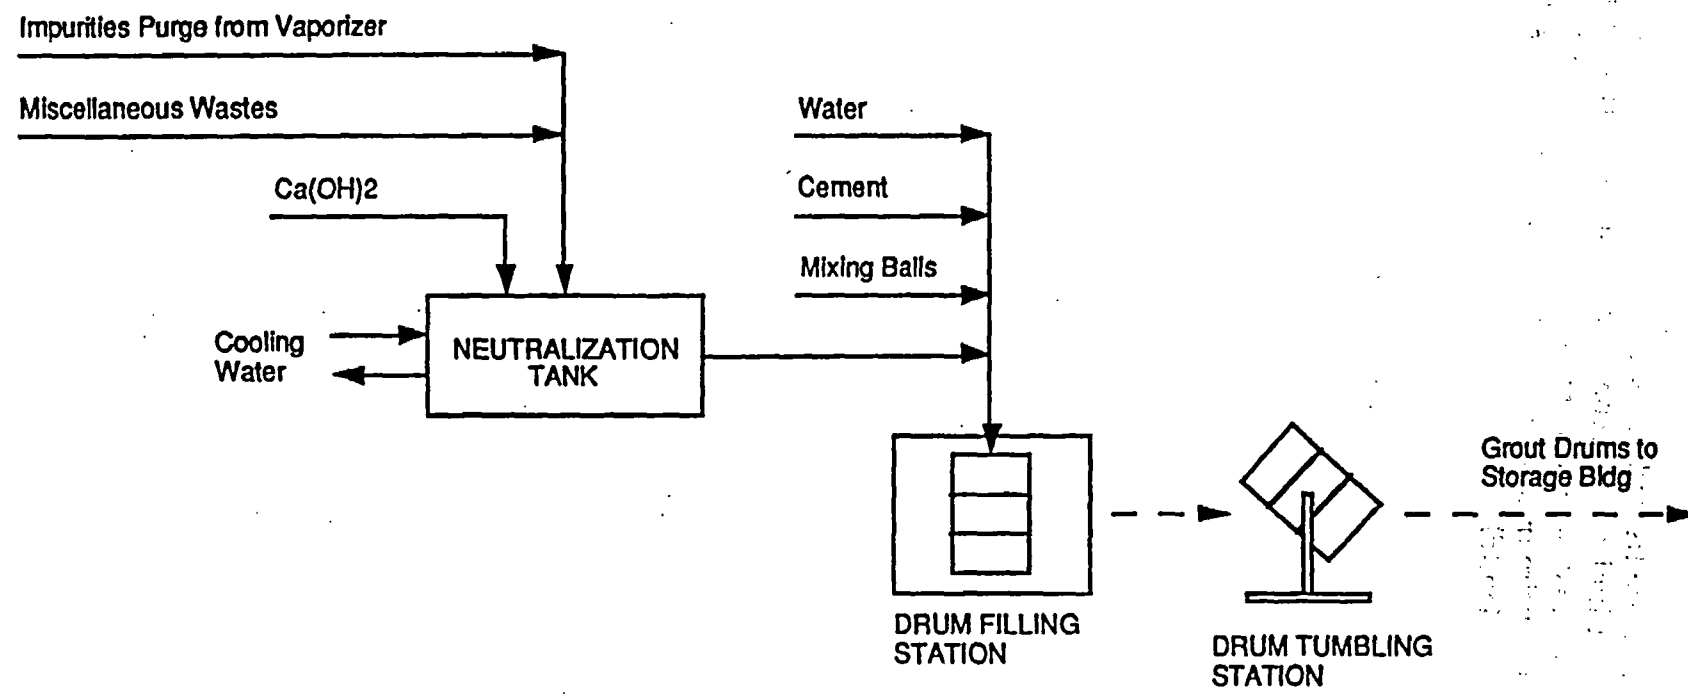 Impurities Purge from Vaporizer
Miscellaneous Wastes
Water
Ca(OH)2
Cement
Mixing Balls
Cooling
Water
NEUTRALIZATION
TANK
Grout Drums to
Storage Bldg
DRUM FILLING
STATION
DRUM TUMBLING
STATION